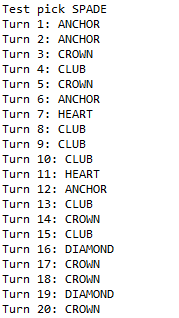 Test pick SPADE
Turn 1: ANCHOR
Turn 2: ANCHOR
Turn 3: CROWN
Turn 4: CLUB
Turn 5: CROWN
Turn 6: ANCHOR
Turn 7: HEART
Turn 8: CLUB
Turn 9: CLUB
Turn 10: CLUB
Turn 11: HEART
Turn 12: ANCHOR
Turn 13: CLUB
Turn 14: CROWN
Turn 15: CLUB
Turn 16: DIAMOND
Turn 17: CROWN
Turn 18: CROWN
Turn 19: DIAMOND
Turn 20: CROWN